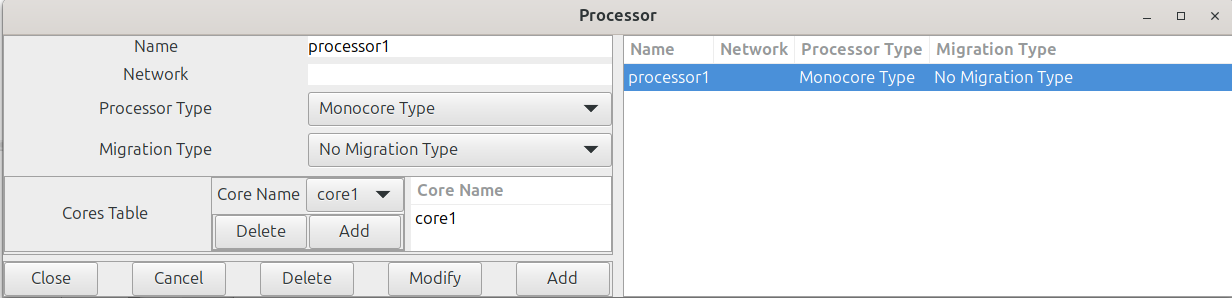 Processor
Name processor1
Network
Processor Type Monocore Type
Migration Type No Migration Type
Cores Table
Core Name core1
Delete Add
Core Name
core1
Close Cancel Delete Modify Add
Name Network Processor Type Migration Type
processor1 Monocore Type No Migration Type